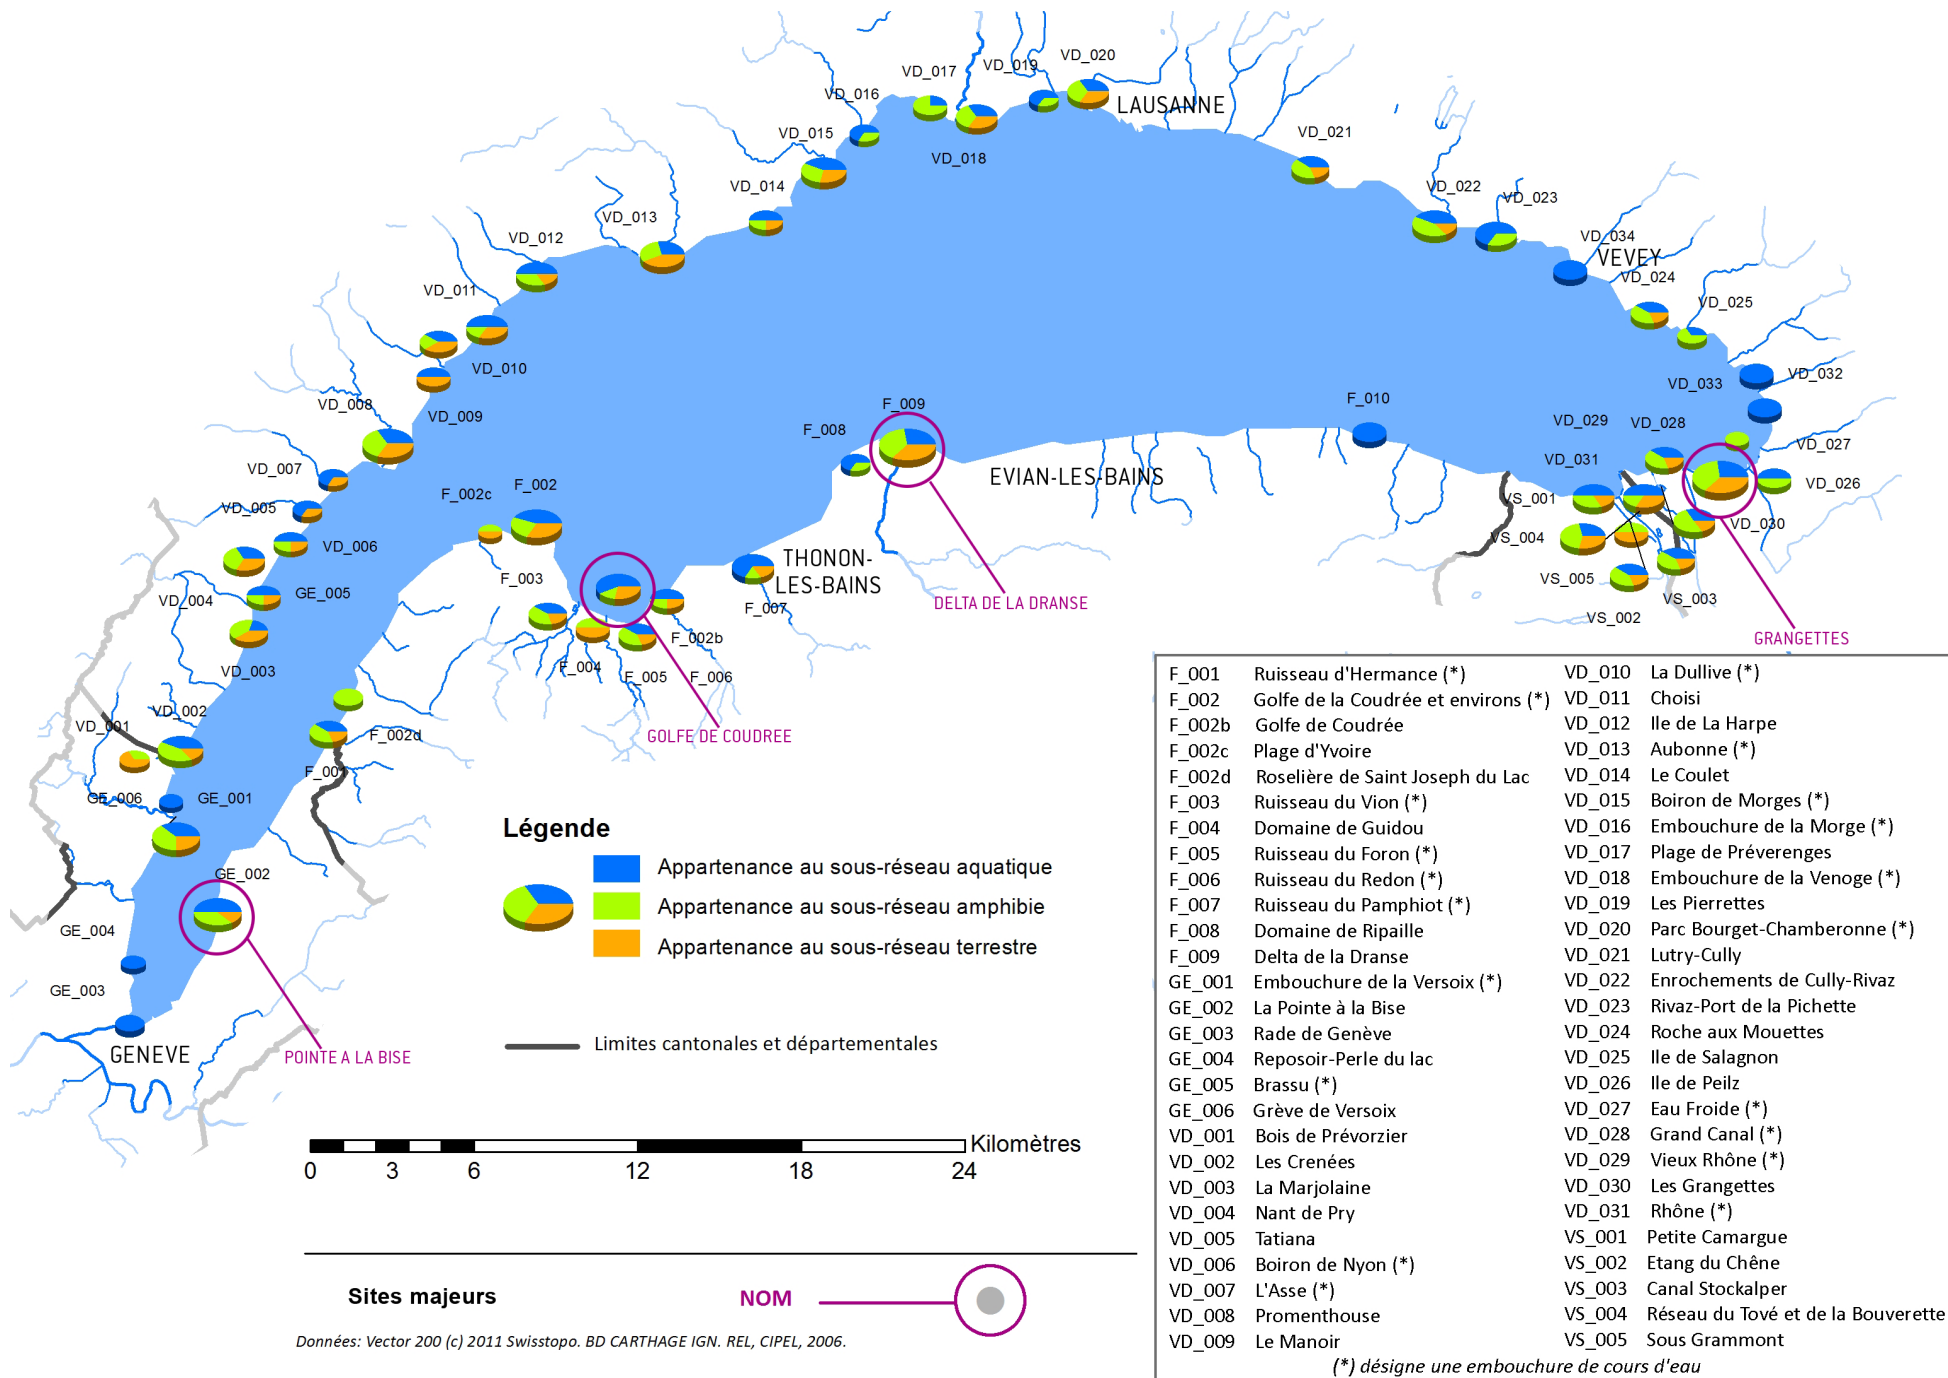 VD_020
VD_019
VD_017
VD_016
LAUSANNE
VD_015
VD_021
VD_018
VD_014
VD_022
VD_023
VD_013
VD_034
VD_012
VEVEY
VD_024
VD_011
VD_025
VD_010
VD_033
VD_032
VD_008
VD_009
F_009
F_010
F_008
VD_029
VD_028
VD_027
VD_007
VD_031
F_002
F_002c
EVIAN-LES-BAINS
VD_026
VS_001
VD_005
VD_030
VS_004
VD_006
THONON-
LES-BAINS
F_003
VS_005
GE_005
VD_004
DELTA DE LA DRANSE
F_007
VS_003
VS_002
F_002b
GRANGETTES
VD_003
F_004
F_005
F_006
VD_002
VD_001
F_002d
GOLFE DE COUDREE
F_001
GE_006
GE_001
GE_002
GE_004
GE_003
GENEVE
POINTE A LA BISE
Légende
Appartenance au sous-réseau aquatique
Appartenance au sous-réseau amphibie
Appartenance au sous-réseau terrestre
Limites cantonales et départementales
Kilomètres
0 3 6 12 18 24
Sites majeurs
NOM
Données: Vector 200 (c) 2011 Swisstopo. BD CARTHAGE IGN. REL, CIPEL, 2006.
F_001 Ruisseau d'Hermance (*)
F_002 Golfe de la Coudrée et environs (*)
F_002b Golfe de Coudrée
F_002c Plage d'Yvoire
F_002d Roselière de Saint Joseph du Lac
F_003 Ruisseau du Vion (*)
F_004 Domaine de Guidou
F_005 Ruisseau du Foron (*)
F_006 Ruisseau du Redon (*)
F_007 Ruisseau du Pamphiot (*)
F_008 Domaine de Ripaille
F_009 Delta de la Dranse
GE_001 Embouchure de la Versoix (*)
GE_002 La Pointe à la Bise
GE_003 Rade de Genève
GE_004 Reposoir-Perle du lac
GE_005 Brassu (*)
GE_006 Grève de Versoix
VD_001 Bois de Prévorzier
VD_002 Les Crenées
VD_003 La Marjolaine
VD_004 Nant de Pry
VD_005 Tatiana
VD_006 Boiron de Nyon (*)
VD_007 L'Asse (*)
VD_008 Promenthouse
VD_009 Le Manoir
VD_010 La Dullive (*)
VD_011 Choisi
VD_012 Ile de La Harpe
VD_013 Aubonne (*)
VD_014 Le Coulet
VD_015 Boiron de Morges (*)
VD_016 Embouchure de la Morge (*)
VD_017 Plage de Préverenges
VD_018 Embouchure de la Venoge (*)
VD_019 Les Pierrettes
VD_020 Parc Bourget-Chamberonne (*)
VD_021 Lutry-Cully
VD_022 Enrochements de Cully-Rivaz
VD_023 Rivaz-Port de la Pichette
VD_024 Roche aux Mouettes
VD_025 Ile de Salagnon
VD_026 Ile de Peilz
VD_027 Eau Froide (*)
VD_028 Grand Canal (*)
VD_029 Vieux Rhône (*)
VD_030 Les Grangettes
VD_031 Rhône (*)
VS_001 Petite Camargue
VS_002 Etang du Chêne
VS_003 Canal Stockalper
VS_004 Réseau du Tové et de la Bouverette
VS_005 Sous Grammont
(*) désigne une embouchure de cours d'eau